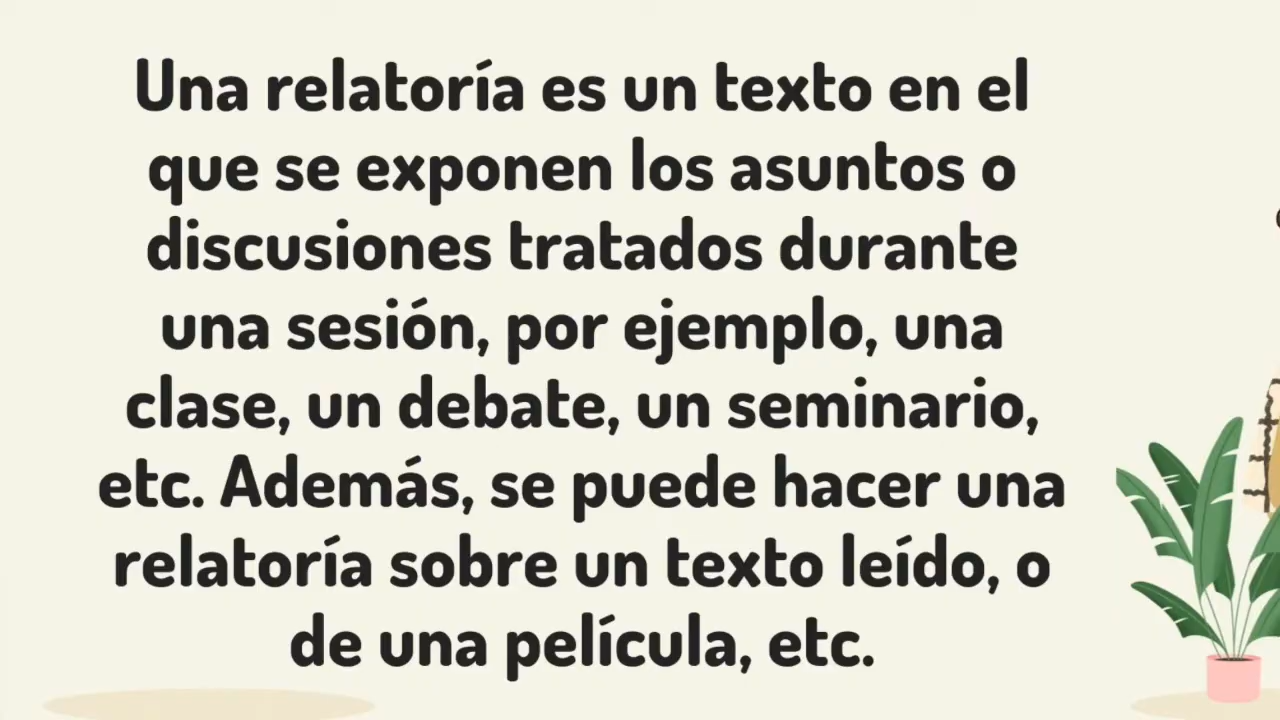 Una relatoría es un texto en el
que se exponen los asuntos o
discusiones tratados durante
una sesión, por ejemplo, una
clase, un debate, un seminario,
etc. Además, se puede hacer una
relatoría sobre un texto leído, o
de una película, etc.